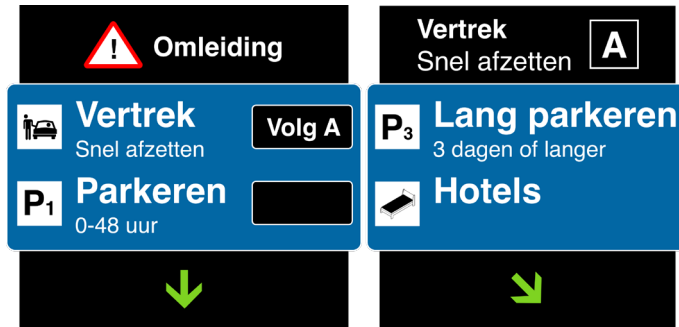 ! Omleiding
Vertrek
Snel afzetten
Volg A
P1 Parkeren
0-48 uur
Vertrek
Snel afzetten
A
P3 Lang parkeren
3 dagen of langer
Hotels